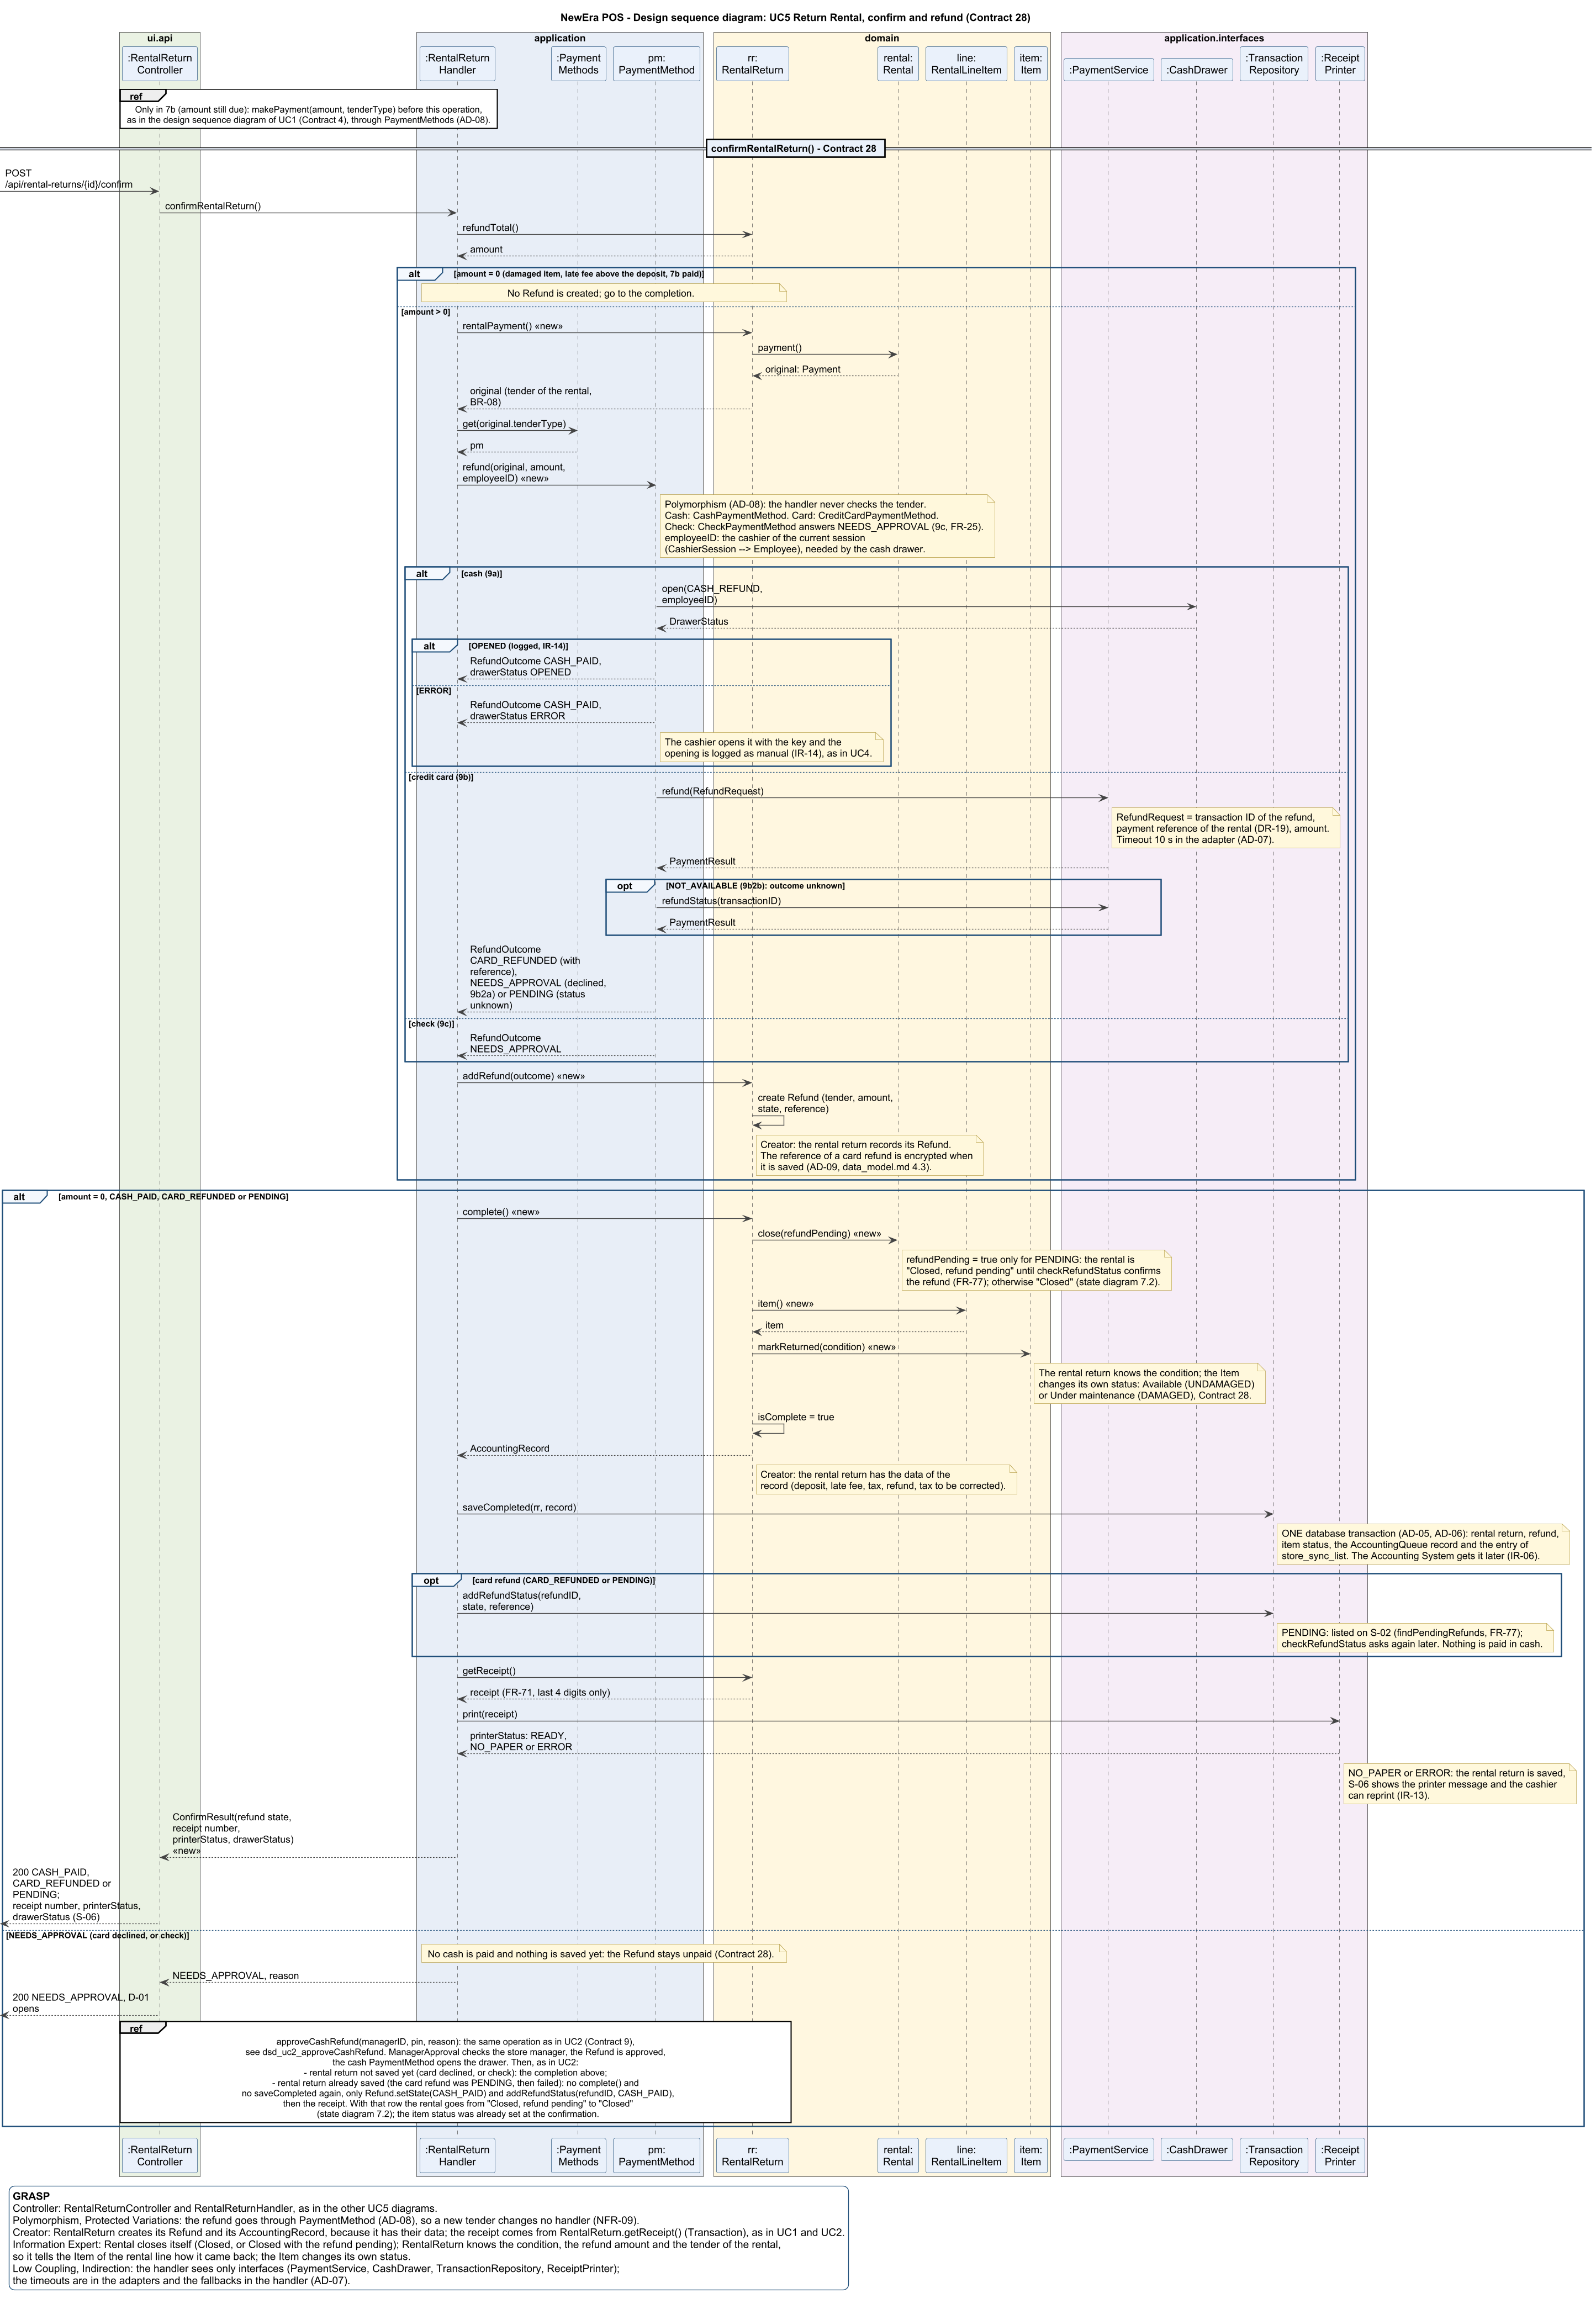 NewEra POS - Design sequence diagram: UC5 Return Rental, confirm and refund (Contract 28)
ui.api
application
domain
application.interfaces
:RentalReturn
Controller
:RentalReturn
Handler
:Payment
Methods
pm:
PaymentMethod
rr:
RentalReturn
rental:
Rental
line:
RentalLineItem
item:
Item
:PaymentService
:CashDrawer
:Transaction
Repository
:Receipt
Printer
ref
Only in 7b (amount still due): makePayment(amount, tenderType) before this operation,
as in the design sequence diagram of UC1 (Contract 4), through PaymentMethods (AD-08).
confirmRentalReturn() - Contract 28
POST
/api/rental-returns/{id}/confirm
confirmRentalReturn()
refundTotal()
amount
alt
[amount = 0 (damaged item, late fee above the deposit, 7b paid)]
No Refund is created; go to the completion.
[amount > 0]
rentalPayment() «new»
payment()
original: Payment
original (tender of the rental,
BR-08)
get(original.tenderType)
pm
refund(original, amount,
employeeID) «new»
Polymorphism (AD-08): the handler never checks the tender.
Cash: CashPaymentMethod. Card: CreditCardPaymentMethod.
Check: CheckPaymentMethod answers NEEDS_APPROVAL (9c, FR-25).
employeeID: the cashier of the current session
(CashierSession --> Employee), needed by the cash drawer.
alt
[cash (9a)]
open(CASH_REFUND,
employeeID)
DrawerStatus
alt
[OPENED (logged, IR-14)]
RefundOutcome CASH_PAID,
drawerStatus OPENED
[ERROR]
RefundOutcome CASH_PAID,
drawerStatus ERROR
The cashier opens it with the key and the
opening is logged as manual (IR-14), as in UC4.
[credit card (9b)]
refund(RefundRequest)
RefundRequest = transaction ID of the refund,
payment reference of the rental (DR-19), amount.
Timeout 10 s in the adapter (AD-07).
PaymentResult
opt
[NOT_AVAILABLE (9b2b): outcome unknown]
refundStatus(transactionID)
PaymentResult
RefundOutcome
CARD_REFUNDED (with
reference),
NEEDS_APPROVAL (declined,
9b2a) or PENDING (status
unknown)
[check (9c)]
RefundOutcome
NEEDS_APPROVAL
addRefund(outcome) «new»
create Refund (tender, amount,
state, reference)
Creator: the rental return records its Refund.
The reference of a card refund is encrypted when
it is saved (AD-09, data_model.md 4.3).
alt
[amount = 0, CASH_PAID, CARD_REFUNDED or PENDING]
complete() «new»
close(refundPending) «new»
refundPending = true only for PENDING: the rental is
"Closed, refund pending" until checkRefundStatus confirms
the refund (FR-77); otherwise "Closed" (state diagram 7.2).
item() «new»
item
markReturned(condition) «new»
The rental return knows the condition; the Item
changes its own status: Available (UNDAMAGED)
or Under maintenance (DAMAGED), Contract 28.
isComplete = true
AccountingRecord
Creator: the rental return has the data of the
record (deposit, late fee, tax, refund, tax to be corrected).
saveCompleted(rr, record)
ONE database transaction (AD-05, AD-06): rental return, refund,
item status, the AccountingQueue record and the entry of
store_sync_list. The Accounting System gets it later (IR-06).
opt
[card refund (CARD_REFUNDED or PENDING)]
addRefundStatus(refundID,
state, reference)
PENDING: listed on S-02 (findPendingRefunds, FR-77);
checkRefundStatus asks again later. Nothing is paid in cash.
getReceipt()
receipt (FR-71, last 4 digits only)
print(receipt)
printerStatus: READY,
NO_PAPER or ERROR
NO_PAPER or ERROR: the rental return is saved,
S-06 shows the printer message and the cashier
can reprint (IR-13).
ConfirmResult(refund state,
receipt number,
printerStatus, drawerStatus)
«new»
200 CASH_PAID,
CARD_REFUNDED or
PENDING;
receipt number, printerStatus,
drawerStatus (S-06)
[NEEDS_APPROVAL (card declined, or check)]
No cash is paid and nothing is saved yet: the Refund stays unpaid (Contract 28).
NEEDS_APPROVAL, reason
200 NEEDS_APPROVAL, D-01
opens
ref
approveCashRefund(managerID, pin, reason): the same operation as in UC2 (Contract 9),
see dsd_uc2_approveCashRefund. ManagerApproval checks the store manager, the Refund is approved,
the cash PaymentMethod opens the drawer. Then, as in UC2:
- rental return not saved yet (card declined, or check): the completion above;
- rental return already saved (the card refund was PENDING, then failed): no complete() and
no saveCompleted again, only Refund.setState(CASH_PAID) and addRefundStatus(refundID, CASH_PAID),
then the receipt. With that row the rental goes from "Closed, refund pending" to "Closed"
(state diagram 7.2); the item status was already set at the confirmation.
:RentalReturn
Controller
:RentalReturn
Handler
:Payment
Methods
pm:
PaymentMethod
rr:
RentalReturn
rental:
Rental
line:
RentalLineItem
item:
Item
:PaymentService
:CashDrawer
:Transaction
Repository
:Receipt
Printer
GRASP
Controller: RentalReturnController and RentalReturnHandler, as in the other UC5 diagrams.
Polymorphism, Protected Variations: the refund goes through PaymentMethod (AD-08), so a new tender changes no handler (NFR-09).
Creator: RentalReturn creates its Refund and its AccountingRecord, because it has their data; the receipt comes from RentalReturn.getReceipt() (Transaction), as in UC1 and UC2.
Information Expert: Rental closes itself (Closed, or Closed with the refund pending); RentalReturn knows the condition, the refund amount and the tender of the rental,
so it tells the Item of the rental line how it came back; the Item changes its own status.
Low Coupling, Indirection: the handler sees only interfaces (PaymentService, CashDrawer, TransactionRepository, ReceiptPrinter);
the timeouts are in the adapters and the fallbacks in the handler (AD-07).